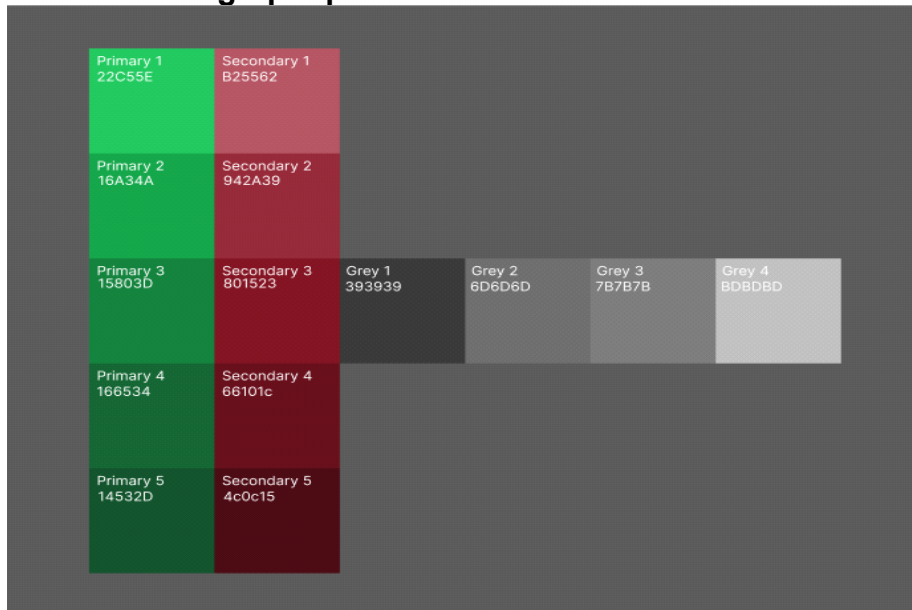 Primary 1
22C55E
Secondary 1
B25562
Primary 2
16A34A
Secondary 2
942A39
Primary 3
15803D
Secondary 3
801523
Grey 1
393939
Grey 2
6D6D6D
Grey 3
7B7B7B
Grey 4
BDBDBD
Primary 4
166534
Secondary 4
66101c
Primary 5
14532D
Secondary 5
4c0c15